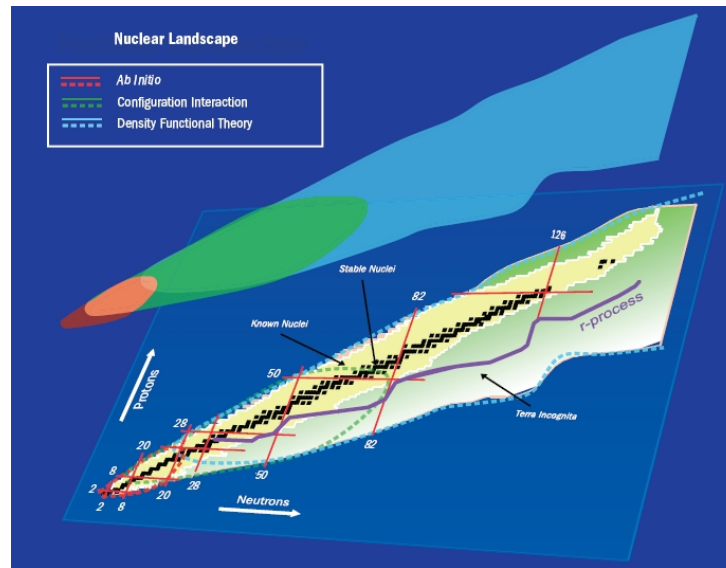 Nuclear Landscape
Ab Initio
Configuration Interaction
Density Functional Theory
126
Stable Nuclei
82
r-process
Known Nuclei
50
Protons
Terra Incognita
28
82
20
50
8
28
20
2
2
8
Neutrons